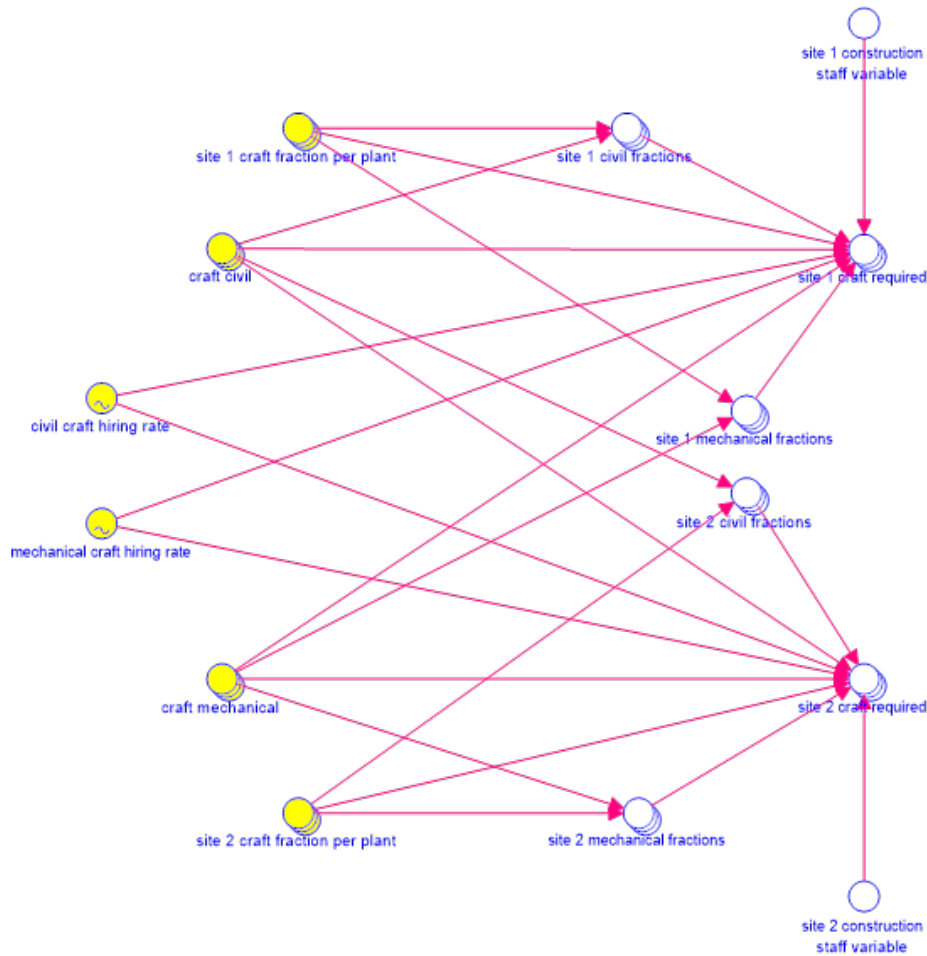 site 1 construction
staff variable
site 1 craft fraction per plant
site 1 civil fractions
craft civil
site 1 craft required
civil craft hiring rate
site 1 mechanical fractions
site 2 civil fractions
mechanical craft hiring rate
craft mechanical
site 2 craft required
site 2 craft fraction per plant
site 2 mechanical fractions
site 2 construction
staff variable